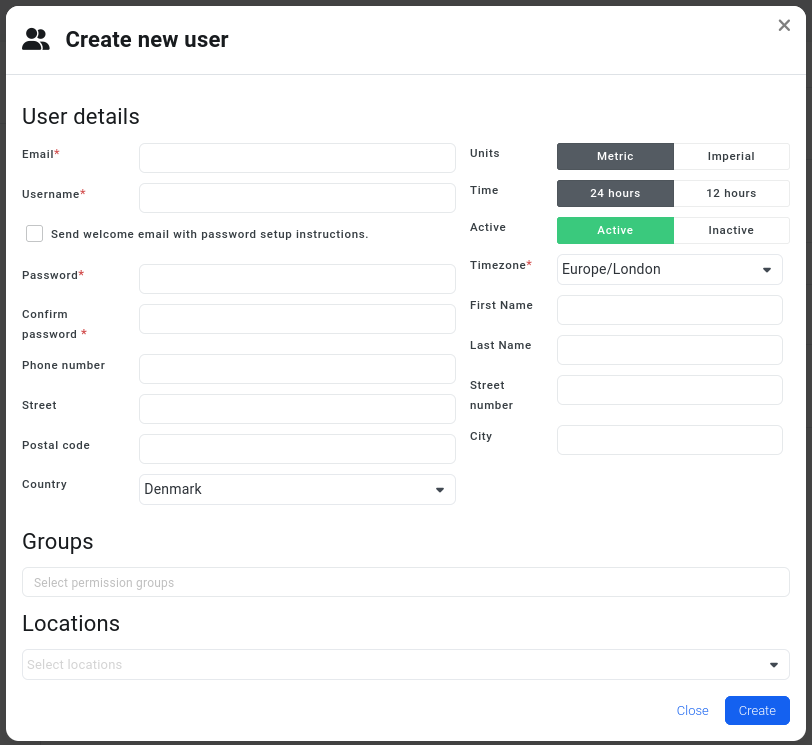 Create new user
User details
Email*
Username*
Send welcome email with password setup instructions.
Password*
Confirm
password *
Phone number
Street
Postal code
Country
Denmark
Units
Metric
Imperial
Time
24 hours
12 hours
Active
Active
Inactive
Timezone*
Europe/London
First Name
Last Name
Street
number
City
Groups
Select permission groups
Locations
Select locations
Close
Create